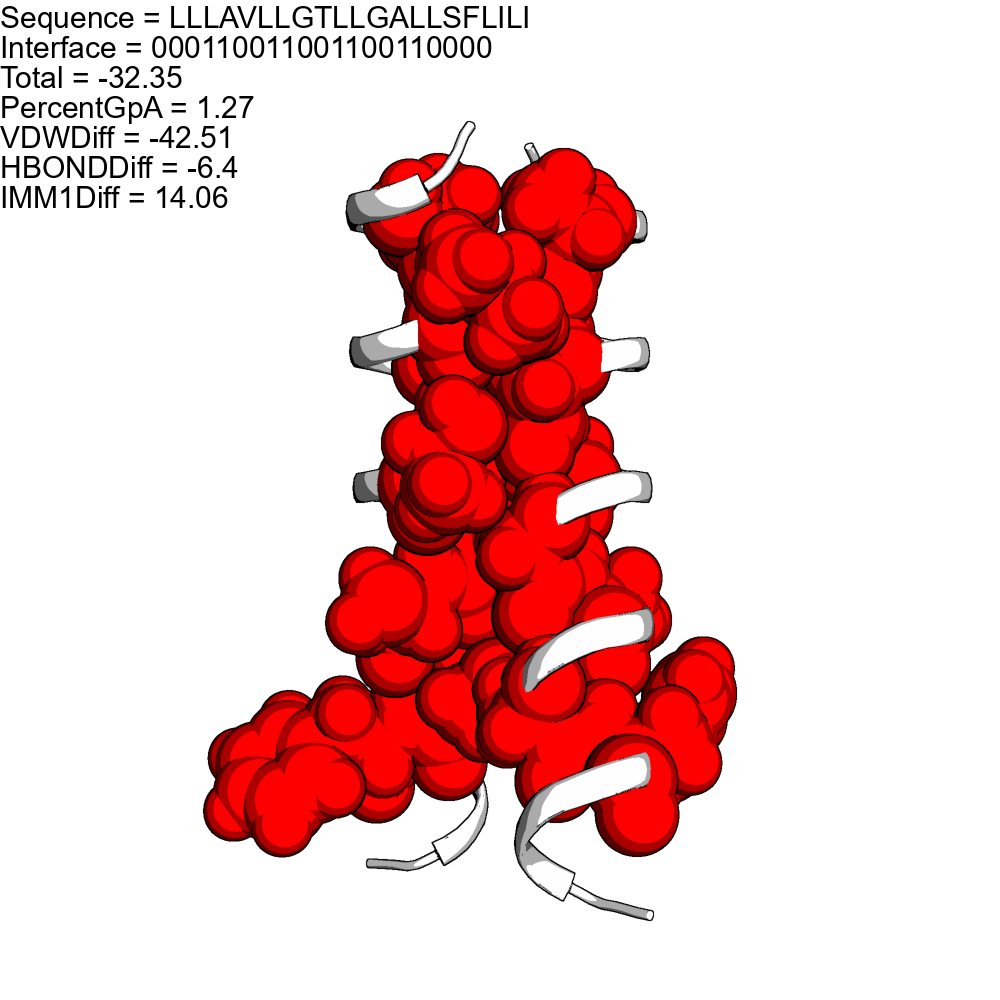 Sequence = LLLAVLLGTLLGALLSFLILI
Interface = 000110011001100110000
Total = -32.35
PercentGpA = 1.27
VDWDiff = -42.51
HBONDDiff = -6.4
IMM1Diff = 14.06